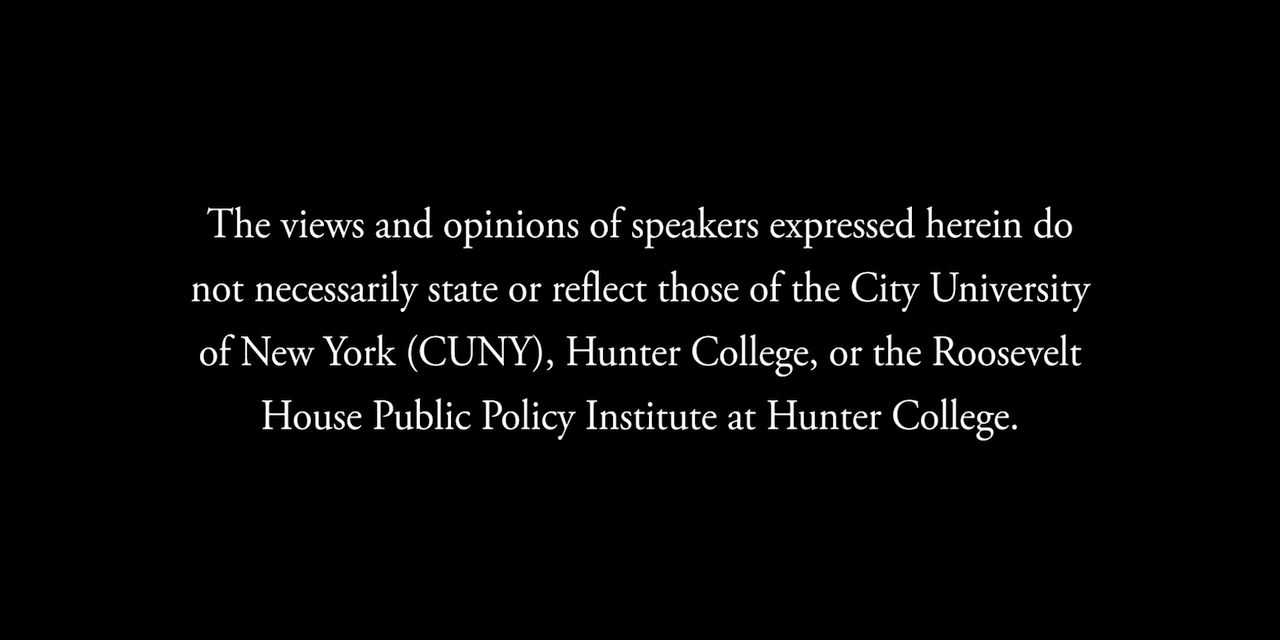 The views and opinions of speakers expressed herein do
not necessarily state or reflect those of the City University
of New York (CUNY), Hunter College, or the Roosevelt
House Public Policy Institute at Hunter College.